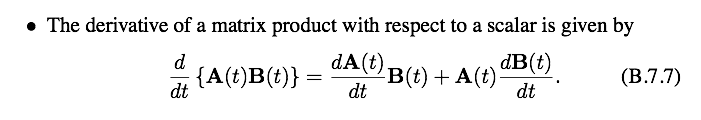 • The derivative of a matrix product with respect to a scalar is given by
d/dt {A(t)B(t)} = dA(t)/dt B(t) + A(t) dB(t)/dt . (B.7.7)